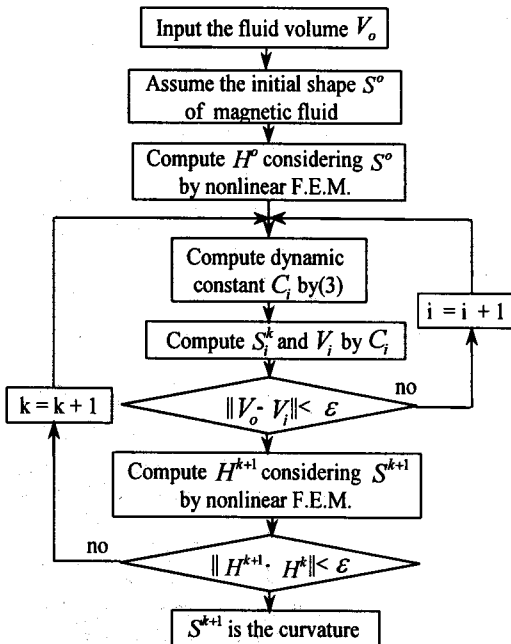 Input the fluid volume V_o
Assume the initial shape S^o
of magnetic fluid
Compute H^o considering S^o
by nonlinear F.E.M.
Compute dynamic
constant C_i by(3)
i = i + 1
Compute S_i^k and V_i by C_i
no
k = k + 1
||V_o - V_i|| < ε
Compute H^{k+1} considering S^{k+1}
by nonlinear F.E.M.
no
||H^{k+1} - H^k|| < ε
S^{k+1} is the curvature